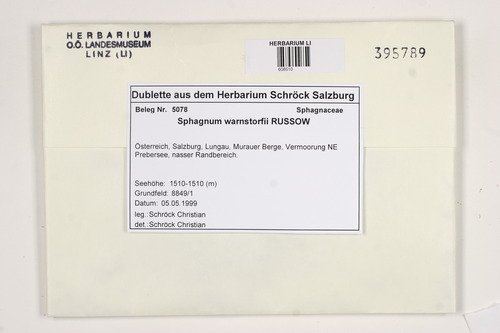 HERBARIUM
O.Ö. LANDESMUSEUM
LINZ (LI)
HERBARIUM LI
395789
Dublette aus dem Herbarium Schröck Salzburg
Beleg Nr. 5078 Sphagnaceae
Sphagnum warnstorfii RUSSOW
Österreich, Salzburg, Lungau, Murauer Berge, Vermoorung NE
Prebersee, nasser Randbereich.
Seehöhe: 1510-1510 (m)
Grundfeld: 8849/1
Datum: 05.05.1999
leg.: Schröck Christian
det.: Schröck Christian